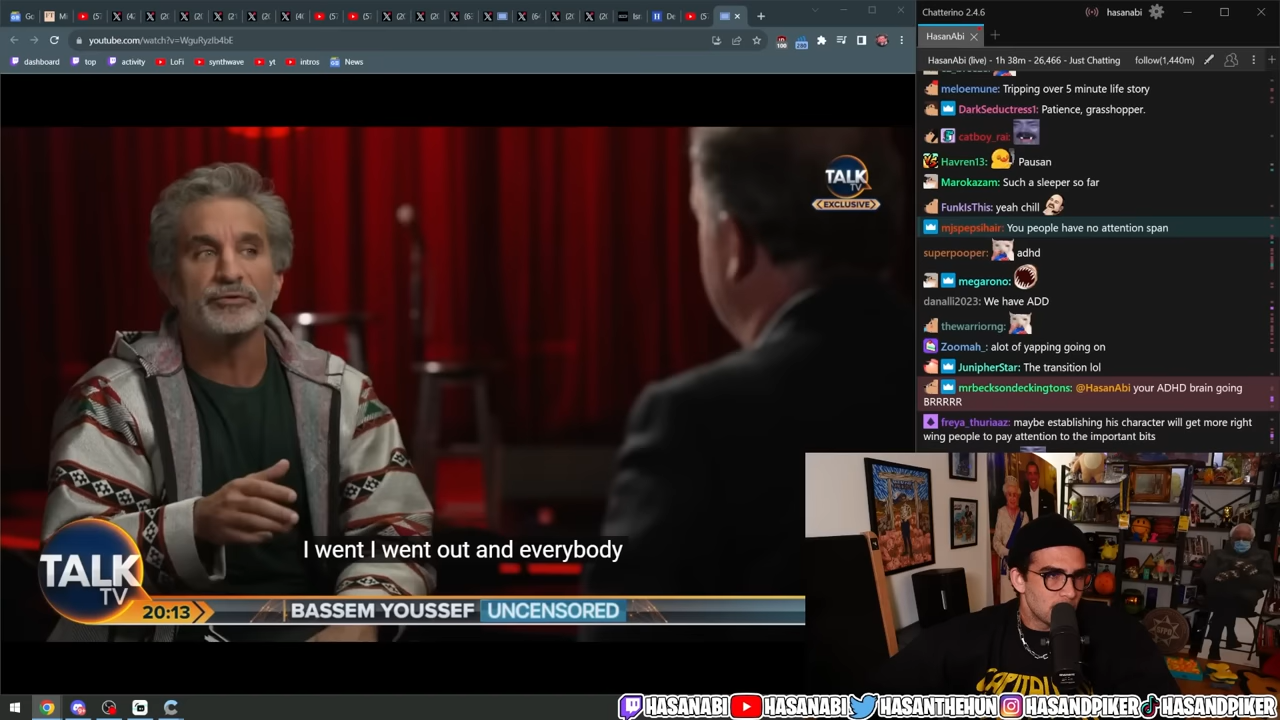 Chatterino 2.4.6
hasanabi
HasanAbi
youtube.com/watch?v=WguRyzIb4bE
100
280
dashboard
top
activity
LoFi
synthwave
yt
intros
News
HasanAbi (live) - 1h 38m - 26,466 - Just Chatting
follow(1,440m)
meloemune: Tripping over 5 minute life story
DarkSeductress1: Patience, grasshopper.
catboy_rai:
Havren13: Pausan
Marokazam: Such a sleeper so far
FunkIsThis: yeah chill
mjspepsihair: You people have no attention span
superpooper: adhd
megarono:
danalli2023: We have ADD
thewarriorng:
Zoomah_: alot of yapping going on
JunipherStar: The transition lol
mrbecksondeckingtons: @HasanAbi your ADHD brain going
BRRRRR
freya_thuriaaz: maybe establishing his character will get more right
wing people to pay attention to the important bits
TALK
TV
EXCLUSIVE
I went I went out and everybody
TALK
TV
20:13
BASSEM YOUSSEF UNCENSORED
HASANABI HASANABI HASANTHEHUN HASANDPIKER HASANDPIKER